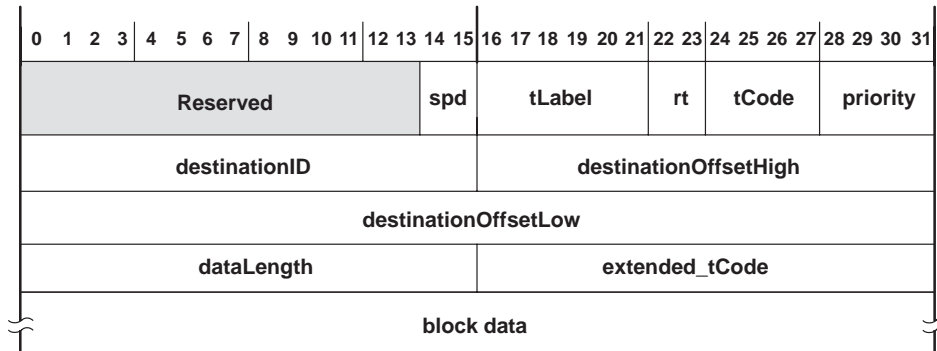 0 1 2 3 4 5 6 7 8 9 10 11 12 13 14 15 16 17 18 19 20 21 22 23 24 25 26 27 28 29 30 31
Reserved spd tLabel rt tCode priority
destinationID destinationOffsetHigh
destinationOffsetLow
dataLength extended_tCode
block data